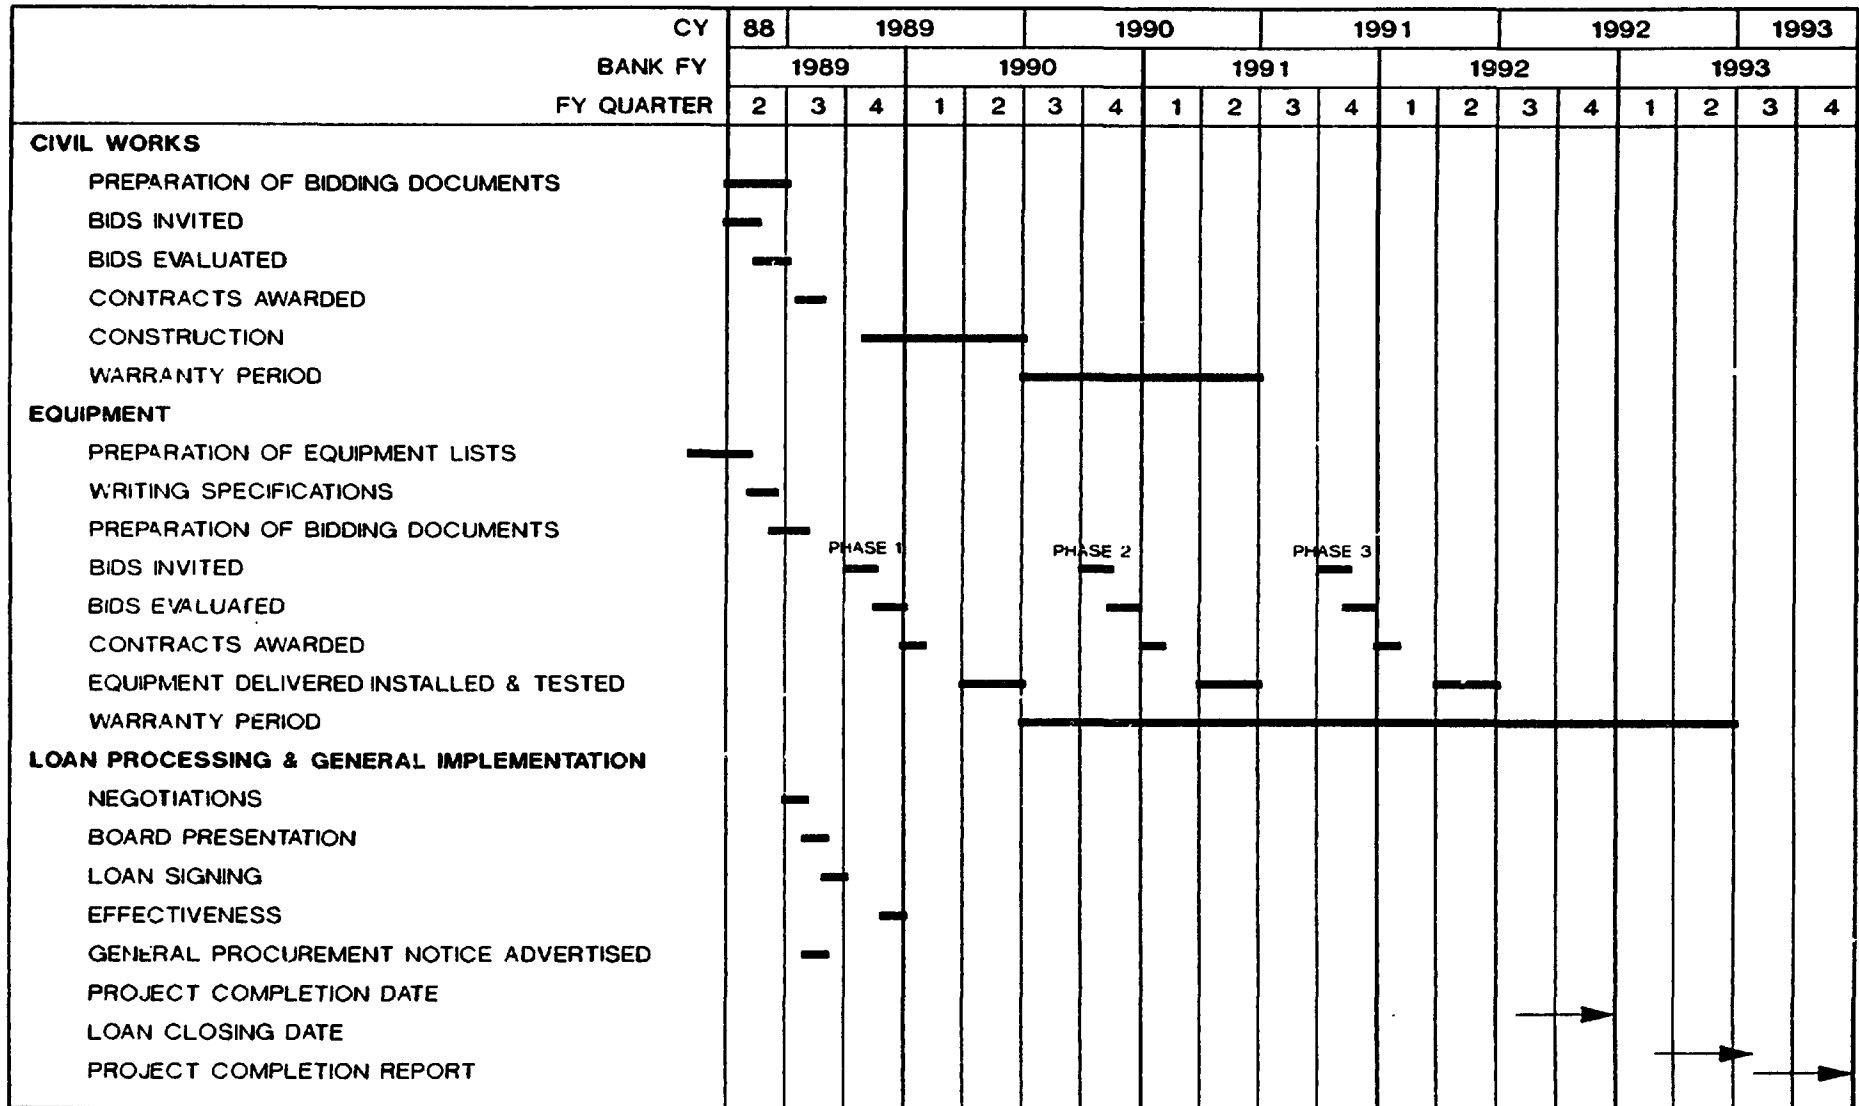 CY 88 1989 1990 1991 1992 1993
BANK FY 1989 1990 1991 1992 1993
FY QUARTER 2 3 4 1 2 3 4 1 2 3 4 1 2 3 4 1 2 3 4
CIVIL WORKS
PREPARATION OF BIDDING DOCUMENTS
BIDS INVITED
BIDS EVALUATED
CONTRACTS AWARDED
CONSTRUCTION
WARRANTY PERIOD
EQUIPMENT
PREPARATION OF EQUIPMENT LISTS
WRITING SPECIFICATIONS
PREPARATION OF BIDDING DOCUMENTS
PHASE 1 PHASE 2 PHASE 3
BIDS INVITED
BIDS EVALUATED
CONTRACTS AWARDED
EQUIPMENT DELIVERED INSTALLED & TESTED
WARRANTY PERIOD
LOAN PROCESSING & GENERAL IMPLEMENTATION
NEGOTIATIONS
BOARD PRESENTATION
LOAN SIGNING
EFFECTIVENESS
GENERAL PROCUREMENT NOTICE ADVERTISED
PROJECT COMPLETION DATE
LOAN CLOSING DATE
PROJECT COMPLETION REPORT